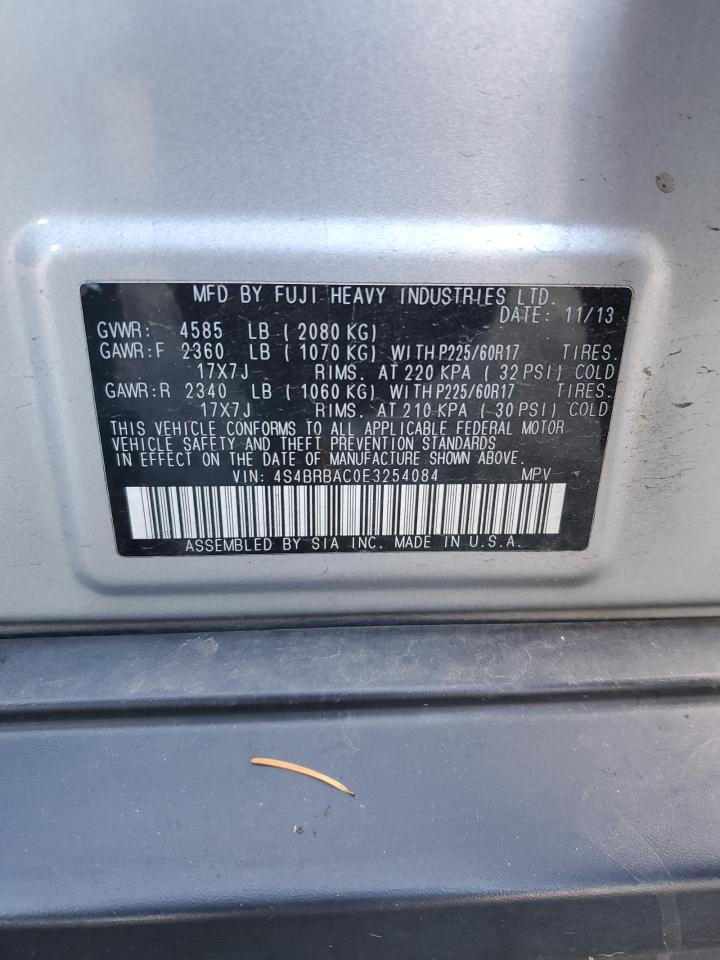 MFD BY FUJI HEAVY INDUSTRIES LTD.
DATE: 11/13
GVWR: 4585 LB ( 2080 KG)
GAWR:F 2360 LB ( 1070 KG) WITH P225/60R17 TIRES.
17X7J RIMS. AT 220 KPA ( 32 PSI) COLD
GAWR:R 2340 LB ( 1060 KG) WITH P225/60R17 TIRES.
17X7J RIMS. AT 210 KPA ( 30 PSI) COLD
THIS VEHICLE CONFORMS TO ALL APPLICABLE FEDERAL MOTOR
VEHICLE SAFETY AND THEFT PREVENTION STANDARDS
IN EFFECT ON THE DATE OF MANUFACTURE SHOWN ABOVE.
VIN: 4S4BRBAC0E3254084 MPV
ASSEMBLED BY SIA INC. MADE IN U.S.A.